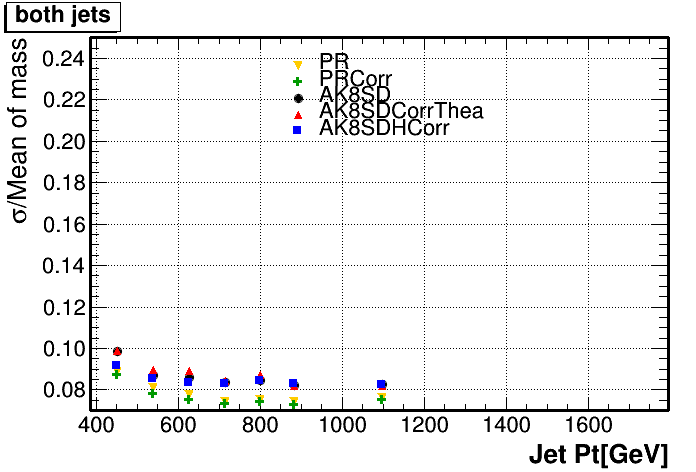 both jets
σ/Mean of mass
0.24
0.22
0.20
0.18
0.16
0.14
0.12
0.10
0.08
PR
PRCorr
AK8SD
AK8SDCorrThea
AK8SDHCorr
400 600 800 1000 1200 1400 1600
Jet Pt[GeV]